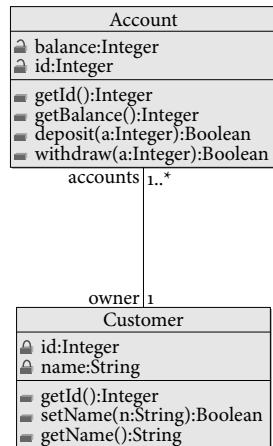 Account
balance:Integer
id:Integer
getId():Integer
getBalance():Integer
deposit(a:Integer):Boolean
withdraw(a:Integer):Boolean
accounts 1..*
owner 1
Customer
id:Integer
name:String
getId():Integer
setName(n:String):Boolean
getName():String